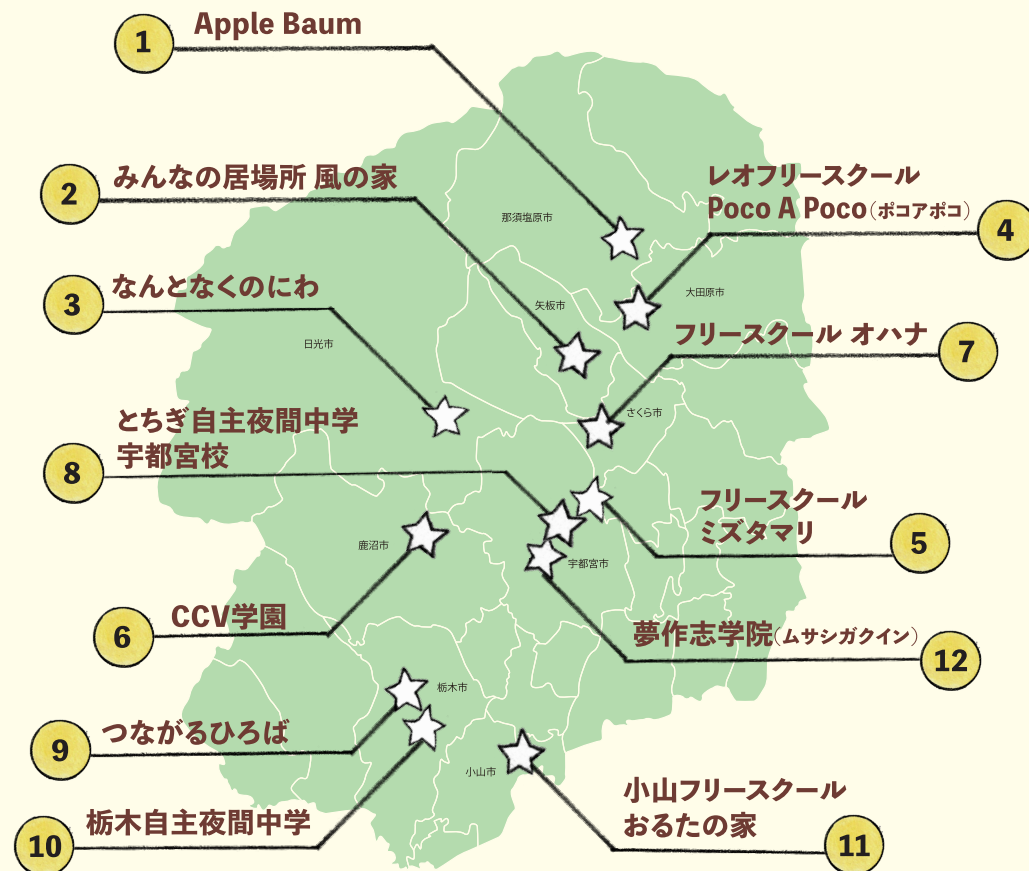 1
Apple Baum
2
みんなの居場所 風の家
レオフリースクール
Poco A Poco(ポコアポコ)
4
那須塩原市
3
なんとなくのにわ
大田原市
矢板市
日光市
フリースクール オハナ
7
とちぎ自主夜間中学
宇都宮校
8
さくら市
フリースクール
ミズタマリ
5
鹿沼市
宇都宮市
6
CCV学園
夢作志学院(ムサシガクイン)
12
栃木市
9
つながるひろば
小山市
10
栃木自主夜間中学
小山フリースクール
おるたの家
11